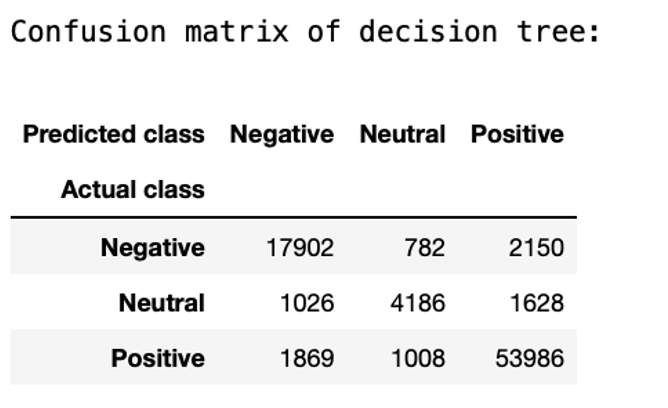 Confusion matrix of decision tree:
Predicted class Negative Neutral Positive
Actual class
Negative 17902 782 2150
Neutral 1026 4186 1628
Positive 1869 1008 53986